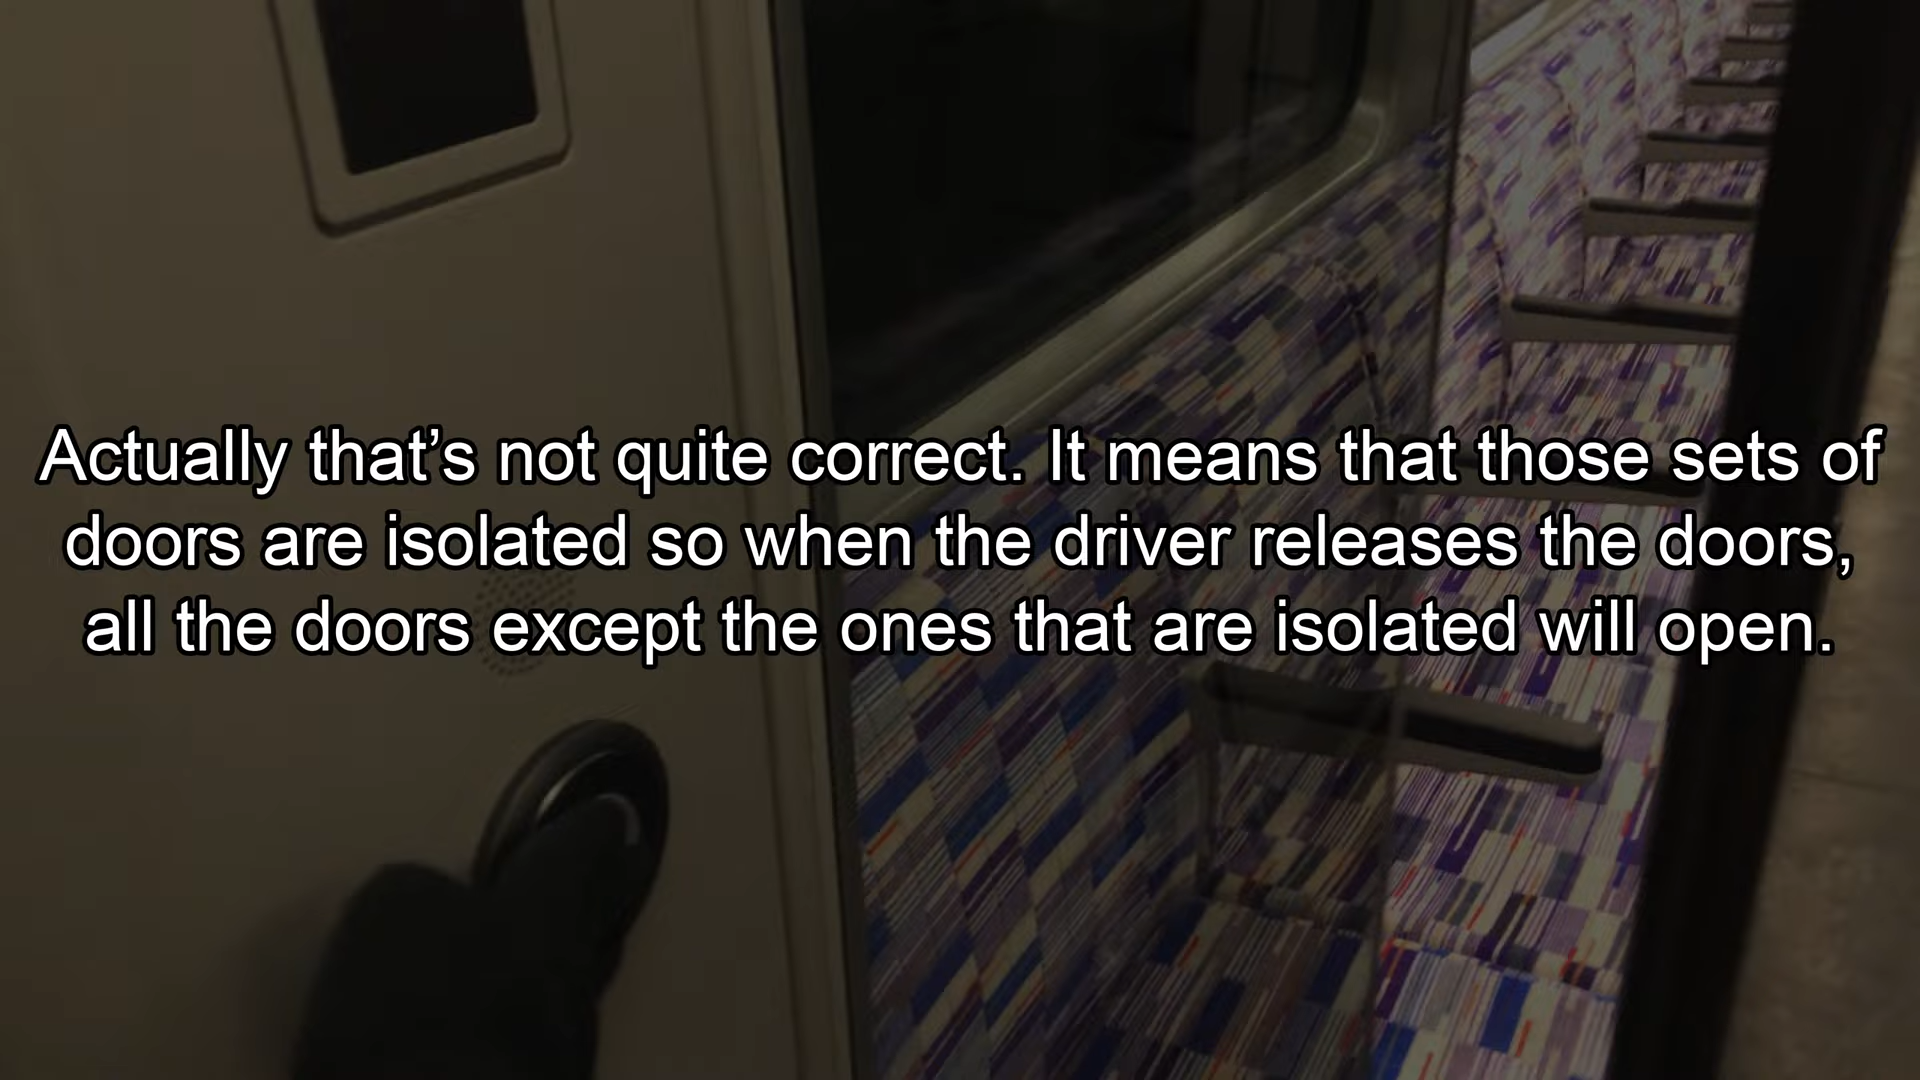 Actually that’s not quite correct. It means that those sets of
doors are isolated so when the driver releases the doors,
all the doors except the ones that are isolated will open.